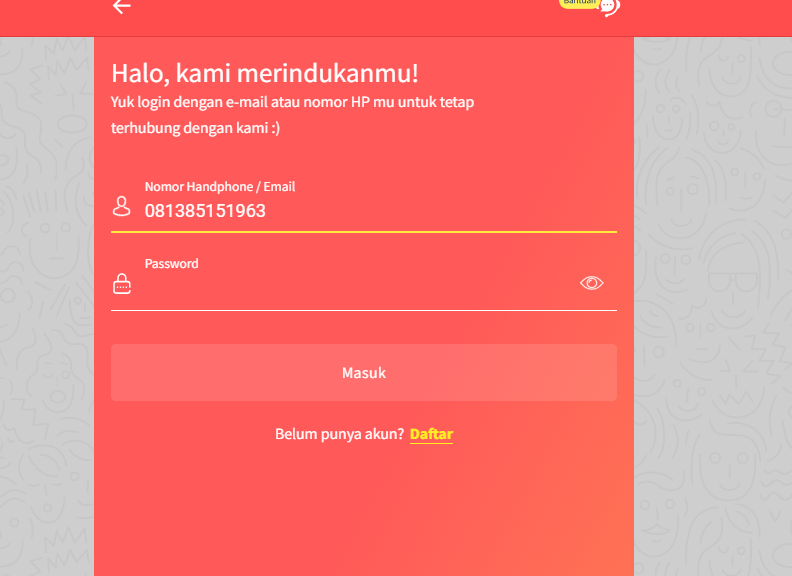 Bantuan
Halo, kami merindukanmu!
Yuk login dengan e-mail atau nomor HP mu untuk tetap
terhubung dengan kami :)
Nomor Handphone / Email
081385151963
Password
Masuk
Belum punya akun? Daftar